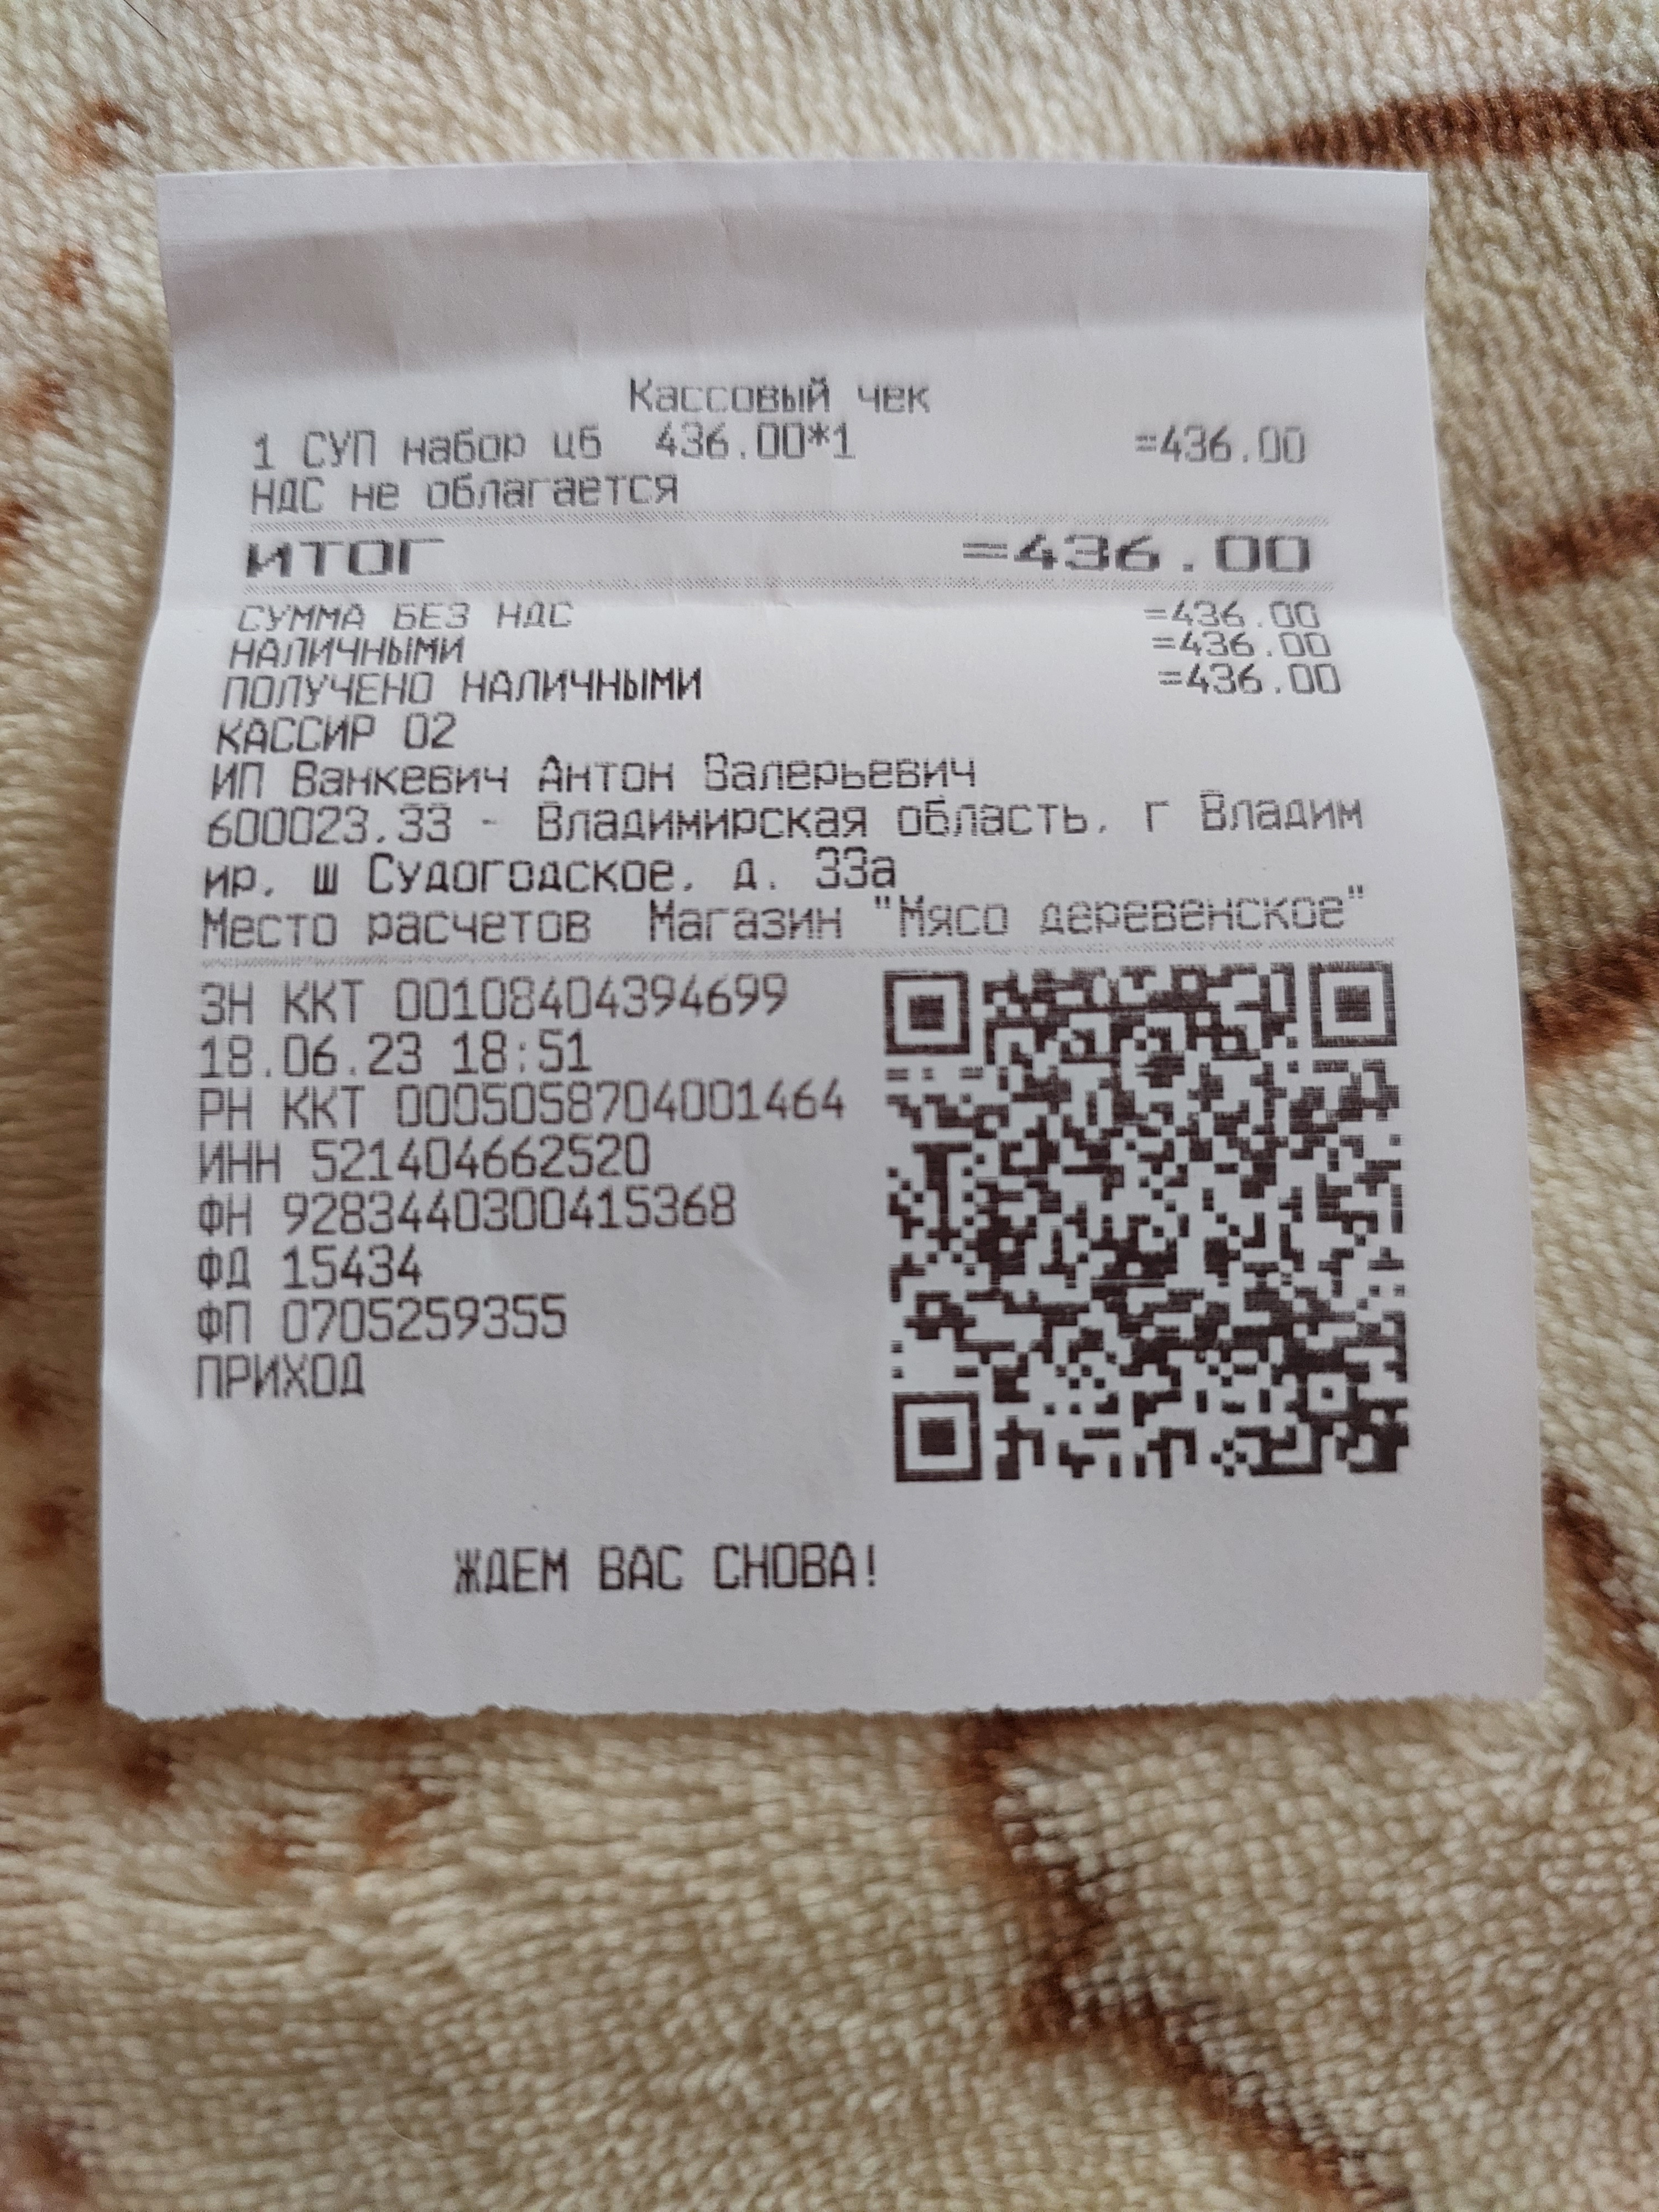 Кассовый чек
1 СУП набор цб 436.00*1 =436.00
НДС не облагается
ИТОГ =436.00
СУММА БЕЗ НДС =436.00
НАЛИЧНЫМИ =436.00
ПОЛУЧЕНО НАЛИЧНЫМИ =436.00
КАССИР 02
ИП Ванкевич Антон Валерьевич
600023,33 - Владимирская область, г Владим
ир, ш Судогодское, д. 33а
Место расчетов Магазин "Мясо деревенское"
ЗН ККТ 00108404394699
18.06.23 18:51
РН ККТ 0005058704001464
ИНН 521404662520
ФН 9283440300415368
ФД 15434
ФП 0705259355
ПРИХОД
ЖДЕМ ВАС СНОВА!